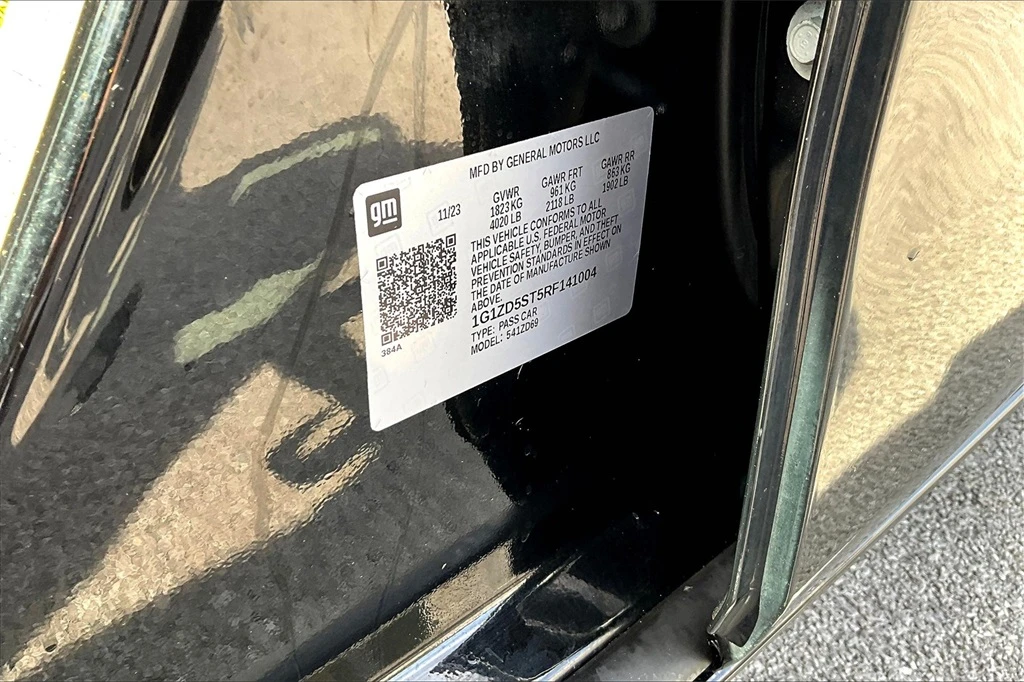 MFD BY GENERAL MOTORS LLC
gm
11/23
GVWR GAWR FRT GAWR RR
1823 KG 961 KG 863 KG
4020 LB 2118 LB 1902 LB
THIS VEHICLE CONFORMS TO ALL
APPLICABLE U.S. FEDERAL MOTOR
VEHICLE SAFETY, BUMPER, AND THEFT
PREVENTION STANDARDS IN EFFECT ON
THE DATE OF MANUFACTURE SHOWN
ABOVE.
1G1ZD5ST5RF141004
TYPE: PASS CAR
MODEL: 541ZD69
384A